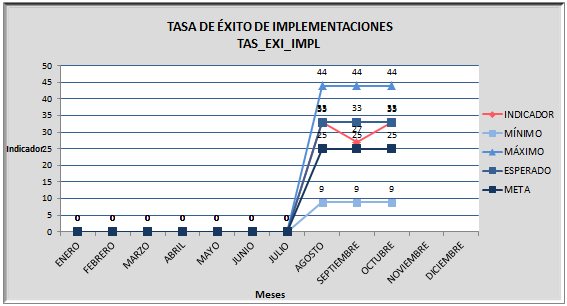 TASA DE ÉXITO DE IMPLEMENTACIONES
TAS_EXI_IMPL
50
45
40
35
30
25
20
15
10
5
0
Indicador
0 0 0 0 0 0 0
44 44 44
33 33 33
27
25 25 25
9 9 9
ENERO
FEBRERO
MARZO
ABRIL
MAYO
JUNIO
JULIO
AGOSTO
SEPTIEMBRE
OCTUBRE
NOVIEMBRE
DICIEMBRE
Meses
INDICADOR
MÍNIMO
MÁXIMO
ESPERADO
META